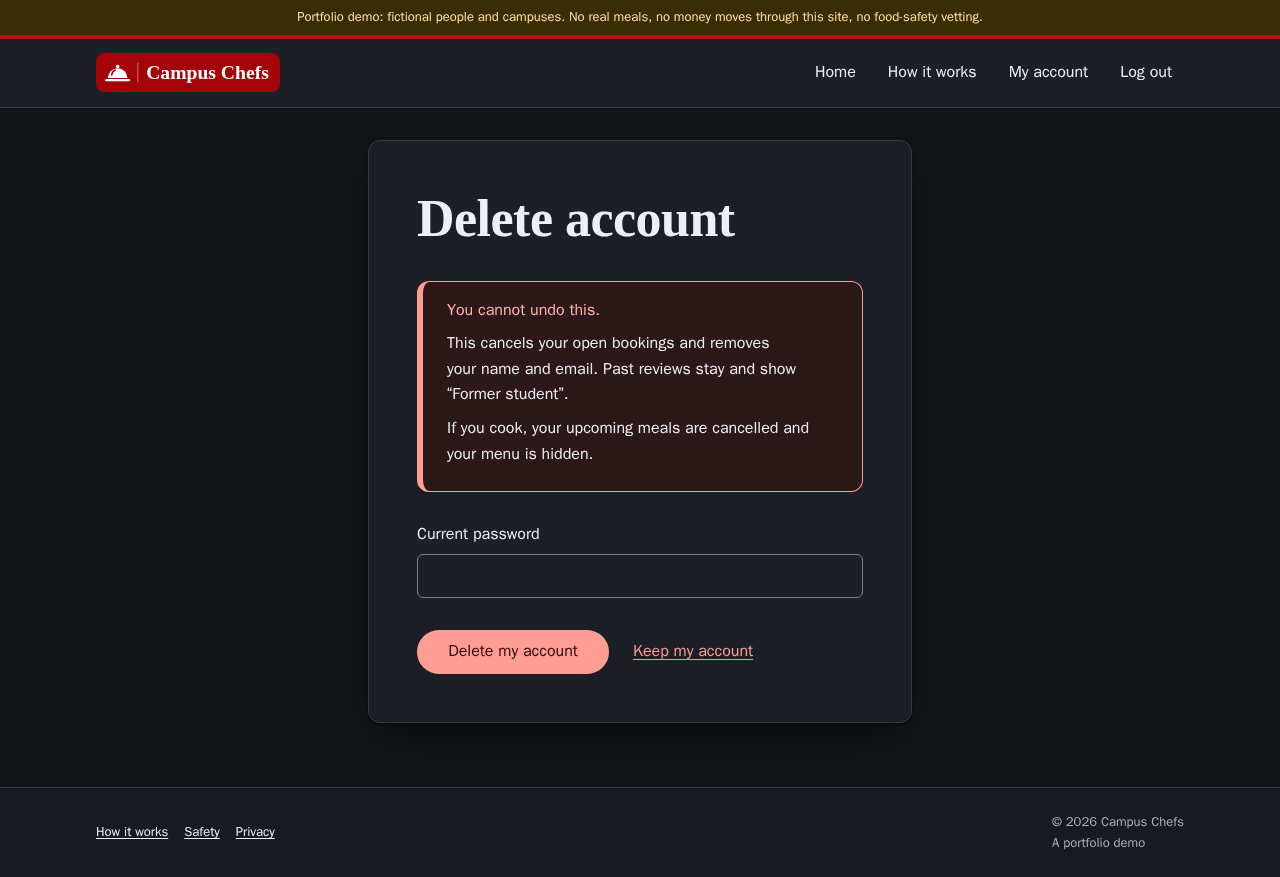 Portfolio demo: fictional people and campuses. No real meals, no money moves through this site, no food-safety vetting.
Campus Chefs
Home How it works My account Log out
Delete account
You cannot undo this.
This cancels your open bookings and removes
your name and email. Past reviews stay and show
“Former student”.
If you cook, your upcoming meals are cancelled and
your menu is hidden.
Current password
Delete my account Keep my account
How it works Safety Privacy
© 2026 Campus Chefs
A portfolio demo